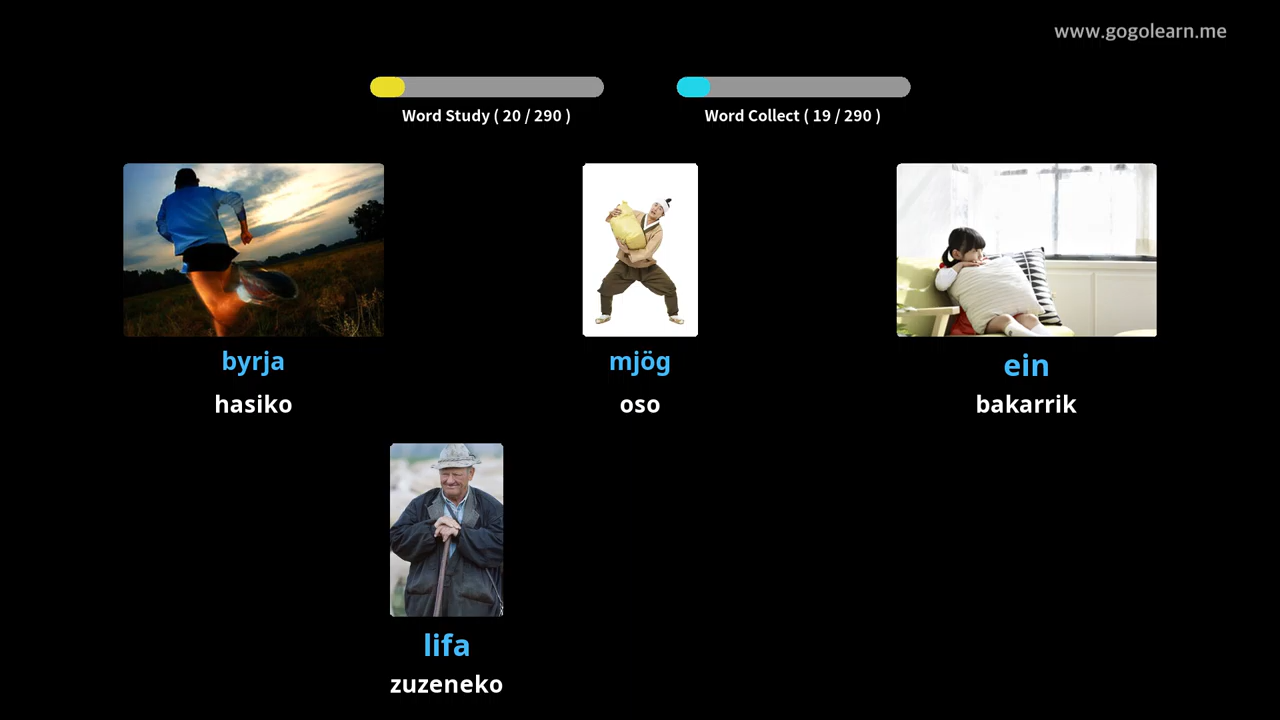 www.gogolearn.me
Word Study ( 20 / 290 )
Word Collect ( 19 / 290 )
byrja
mjög
ein
hasiko
oso
bakarrik
lifa
zuzeneko